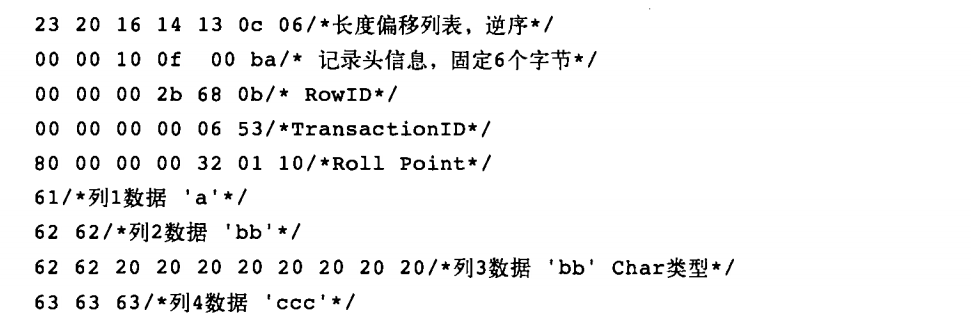 23 20 16 14 13 0c 06/*长度偏移列表, 逆序*/
00 00 10 0f  00 ba/* 记录头信息, 固定6个字节*/
00 00 00 2b 68 0b/* RowID*/
00 00 00 00 06 53/*TransactionID*/
80 00 00 00 32 01 10/*Roll Point*/
61/*列1数据 'a'*/
62 62/*列2数据 'bb'*/
62 62 20 20 20 20 20 20 20 20/*列3数据 'bb' Char类型*/
63 63 63/*列4数据 'ccc'*/